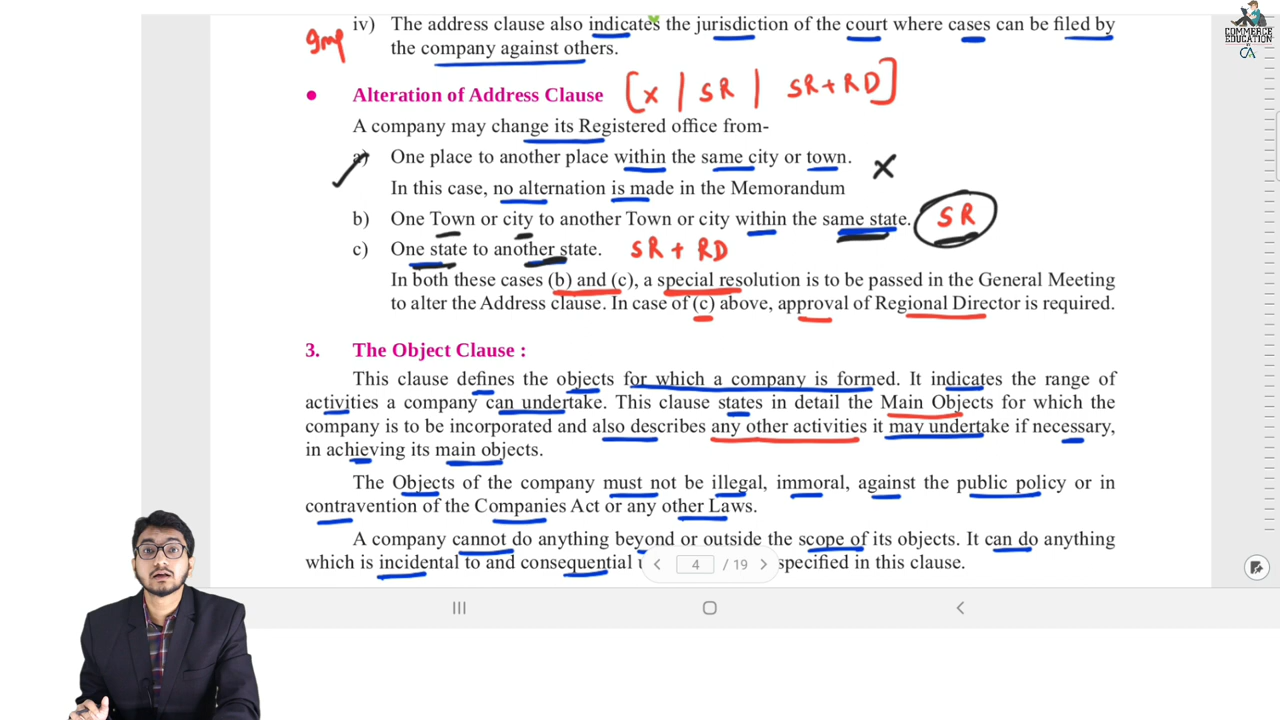 COMMERCE
EDUCATION
BY
CA
iv) The address clause also indicates the jurisdiction of the court where cases can be filed by
Imp
the company against others.
• Alteration of Address Clause [X | SR | SR+RD]
A company may change its Registered office from-
a) One place to another place within the same city or town. X
In this case, no alternation is made in the Memorandum
b) One Town or city to another Town or city within the same state. SR
c) One state to another state. SR + RD
In both these cases (b) and (c), a special resolution is to be passed in the General Meeting
to alter the Address clause. In case of (c) above, approval of Regional Director is required.
3. The Object Clause :
This clause defines the objects for which a company is formed. It indicates the range of
activities a company can undertake. This clause states in detail the Main Objects for which the
company is to be incorporated and also describes any other activities it may undertake if necessary,
in achieving its main objects.
The Objects of the company must not be illegal, immoral, against the public policy or in
contravention of the Companies Act or any other Laws.
A company cannot do anything beyond or outside the scope of its objects. It can do anything
which is incidental to and consequential specified in this clause.
4 / 19